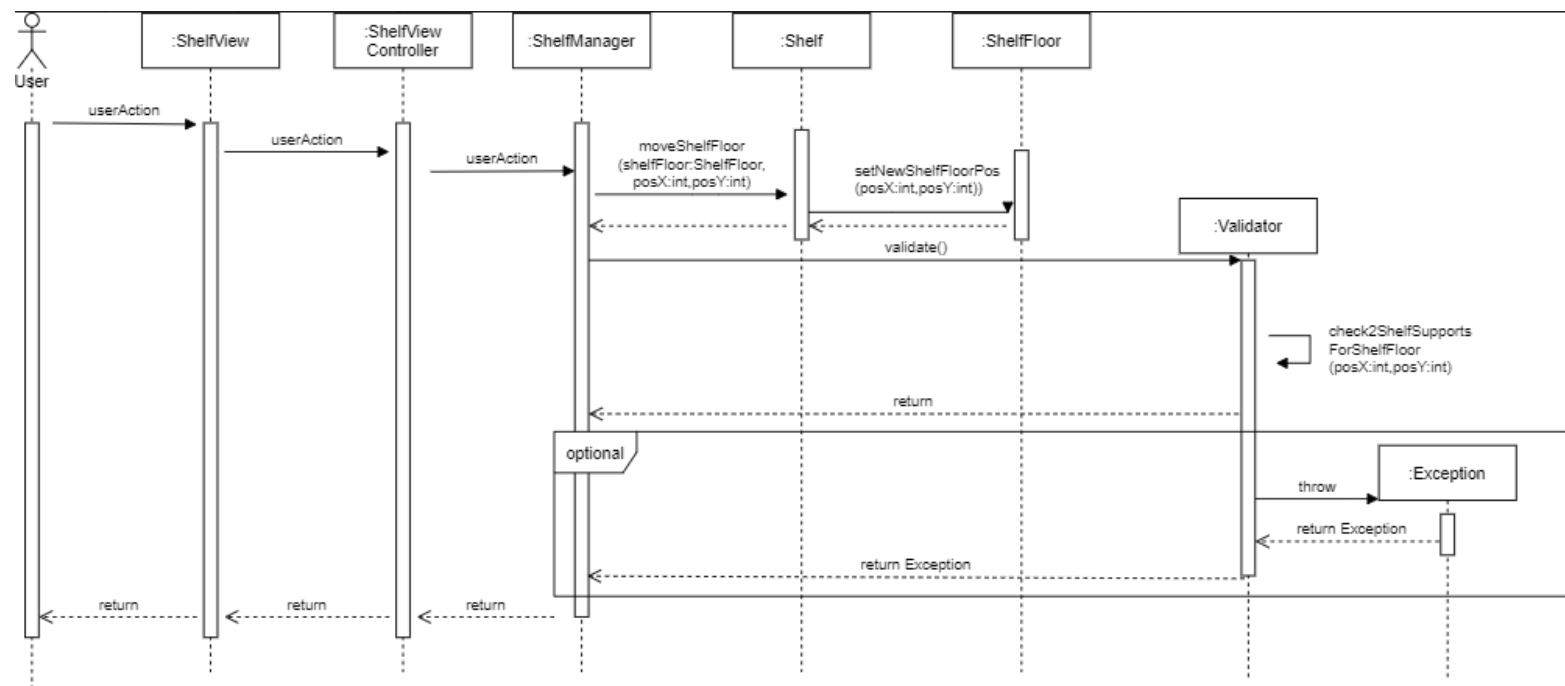 :ShelfView
:ShelfView
Controller
:ShelfManager
:Shelf
:ShelfFloor
User
userAction
userAction
userAction
moveShelfFloor
(shelfFloor:ShelfFloor,
posX:int,posY:int)
setNewShelfFloorPos
(posX:int,posY:int))
:Validator
validate()
check2ShelfSupports
ForShelfFloor
(posX:int,posY:int)
return
optional
:Exception
throw
return Exception
return Exception
return
return
return